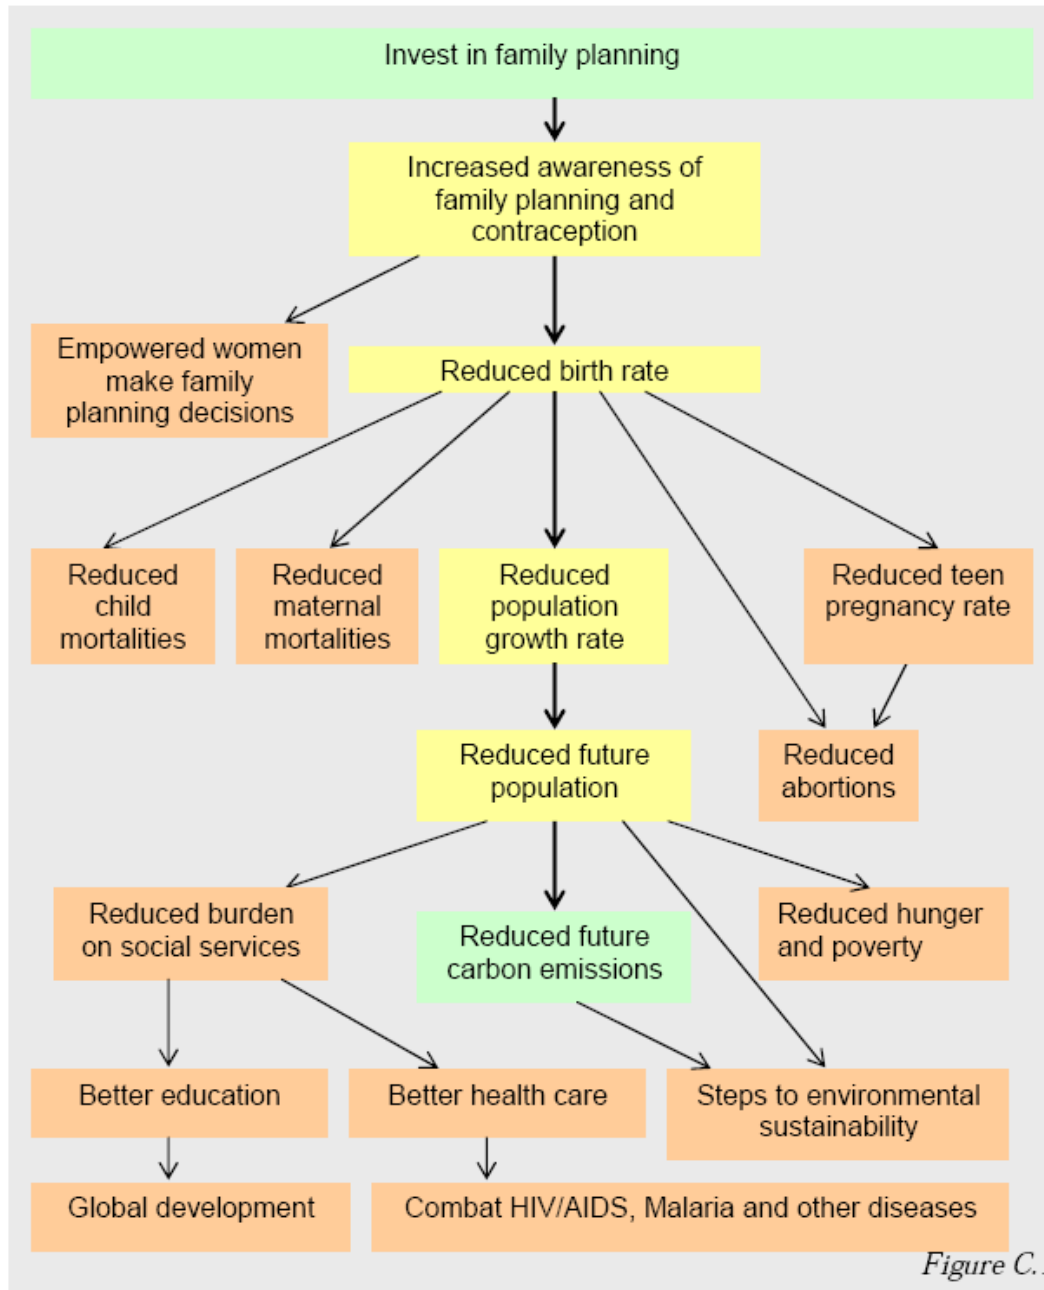 Invest in family planning
Increased awareness of
family planning and
contraception
Empowered women
make family
planning decisions
Reduced birth rate
Reduced
child
mortalities
Reduced
maternal
mortalities
Reduced
population
growth rate
Reduced teen
pregnancy rate
Reduced future
population
Reduced
abortions
Reduced burden
on social services
Reduced future
carbon emissions
Reduced hunger
and poverty
Better education
Better health care
Steps to environmental
sustainability
Global development
Combat HIV/AIDS, Malaria and other diseases
Figure C.